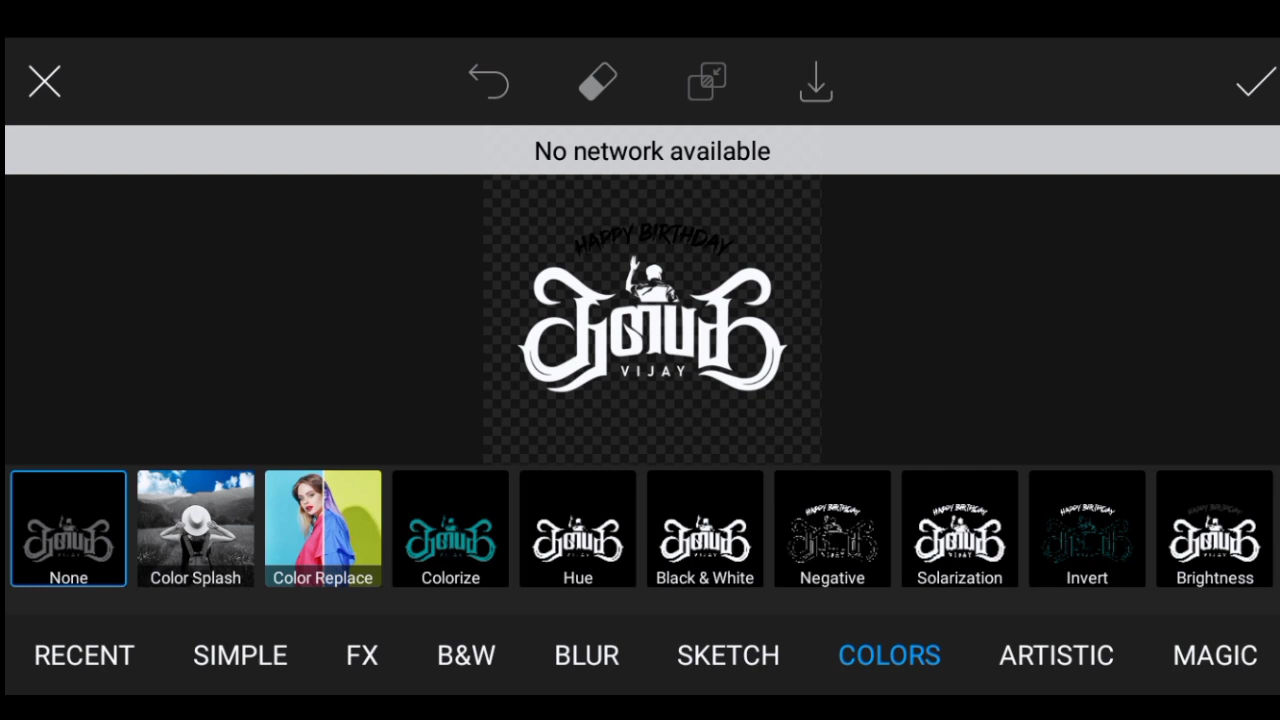 No network available
HAPPY BIRTHDAY
தளபதி
VIJAY
None
Color Splash
Color Replace
Colorize
Hue
Black & White
Negative
Solarization
Invert
Brightness
RECENT SIMPLE FX B&W BLUR SKETCH COLORS ARTISTIC MAGIC